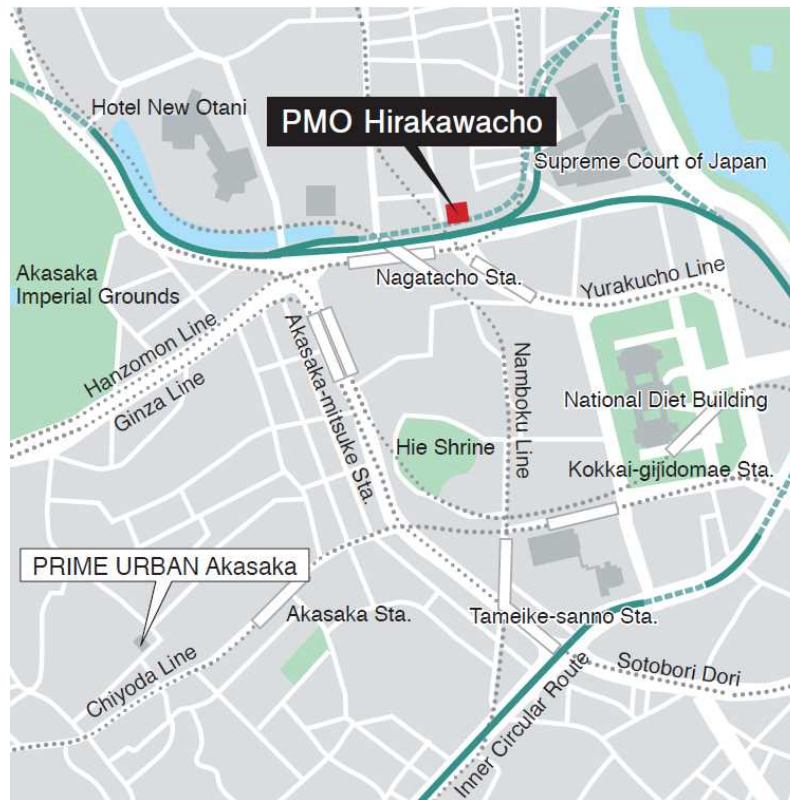 Hotel New Otani
PMO Hirakawacho
Supreme Court of Japan
Akasaka
Imperial Grounds
Nagatacho Sta.
Yurakucho Line
Hanzomon Line
Ginza Line
Akasaka-mitsuke Sta.
Namboku Line
National Diet Building
Hie Shrine
Kokkai-gijidomae Sta.
PRIME URBAN Akasaka
Akasaka Sta.
Tameike-sanno Sta.
Chiyoda Line
Sotobori Dori
Inner Circular Route